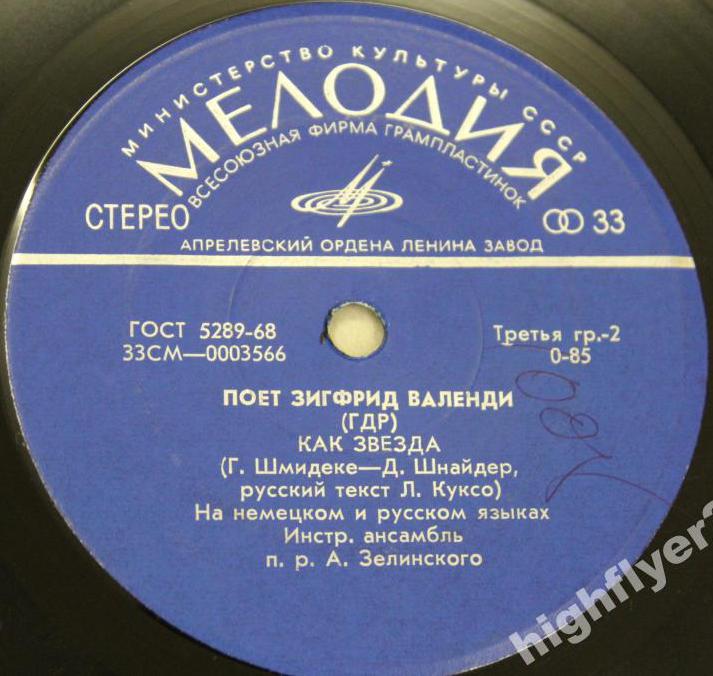 МИНИСТЕРСТВО КУЛЬТУРЫ СССР
МЕЛОДИЯ
ВСЕСОЮЗНАЯ ФИРМА ГРАМПЛАСТИНОК
СТЕРЕО 33
АПРЕЛЕВСКИЙ ОРДЕНА ЛЕНИНА ЗАВОД
ГОСТ 5289-68 Третья гр.-2
33СМ—0003566 0-85
ПОЕТ ЗИГФРИД ВАЛЕНДИ
(ГДР)
КАК ЗВЕЗДА
(Г. Шмидеке—Д. Шнайдер,
русский текст Л. Куксо)
На немецком и русском языках
Инстр. ансамбль
п. р. А. Зелинского